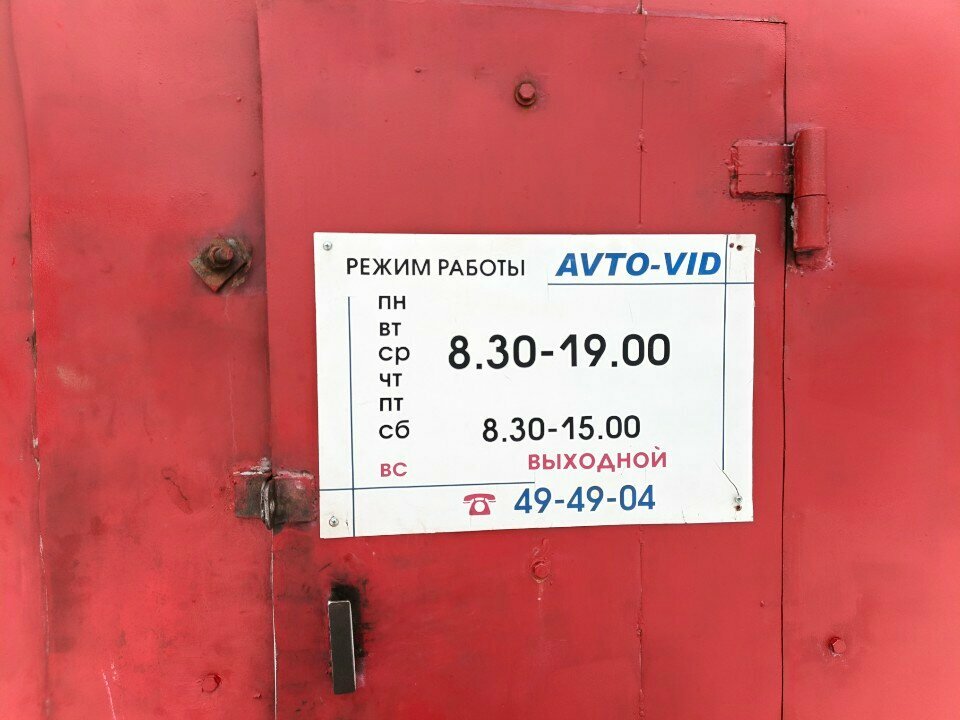 РЕЖИМ РАБОТЫ AVTO-VID
ПН
ВТ
СР 8.30-19.00
ЧТ
ПТ
СБ 8.30-15.00
ВС ВЫХОДНОЙ
49-49-04